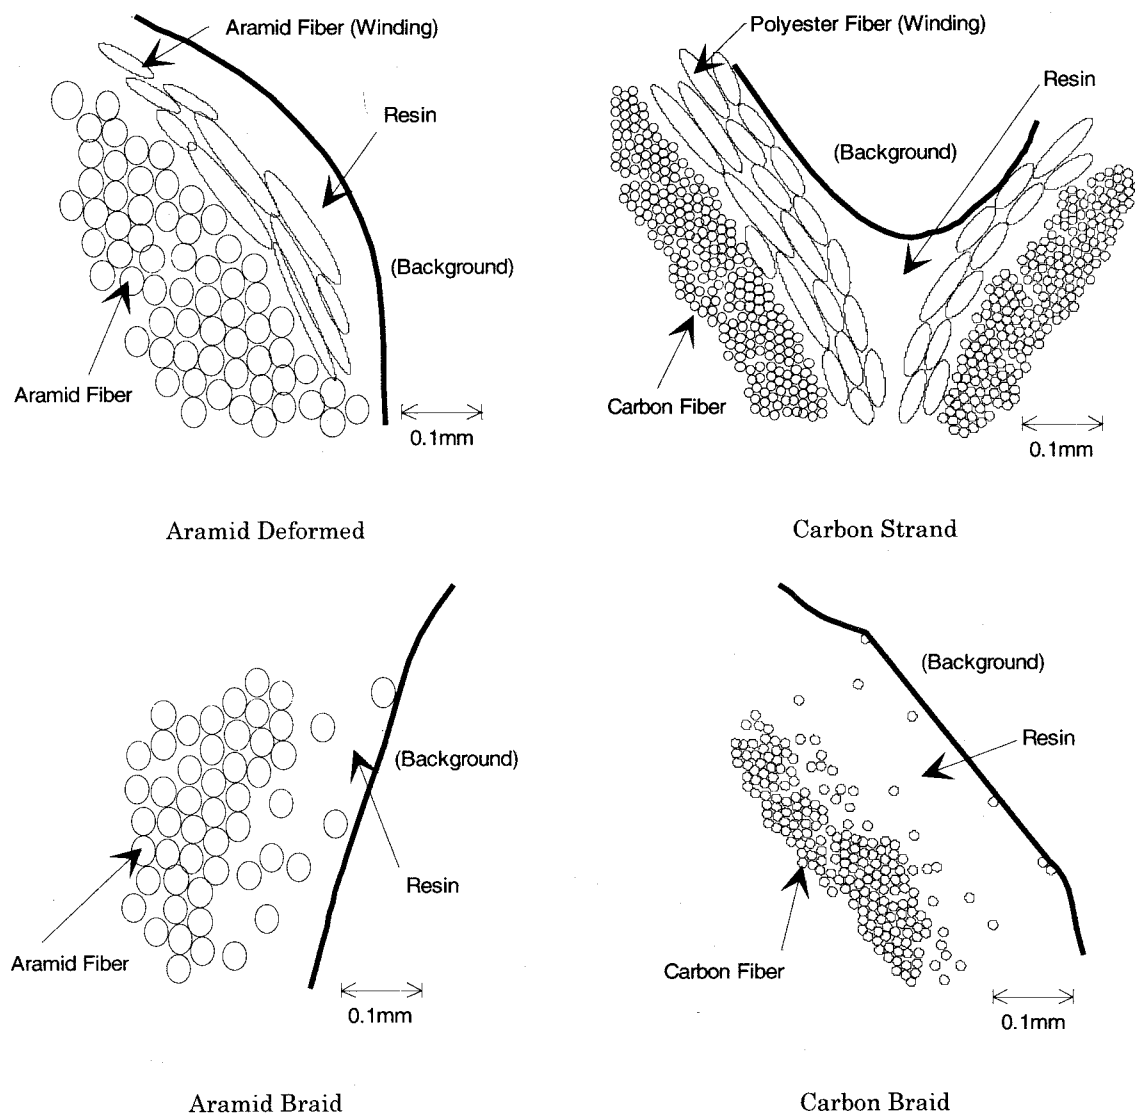 Aramid Fiber (Winding)
Resin
(Background)
Aramid Fiber
0.1mm
Aramid Deformed
Polyester Fiber (Winding)
Resin
(Background)
Carbon Fiber
0.1mm
Carbon Strand
(Background)
Resin
Aramid Fiber
0.1mm
Aramid Braid
(Background)
Resin
Carbon Fiber
0.1mm
Carbon Braid